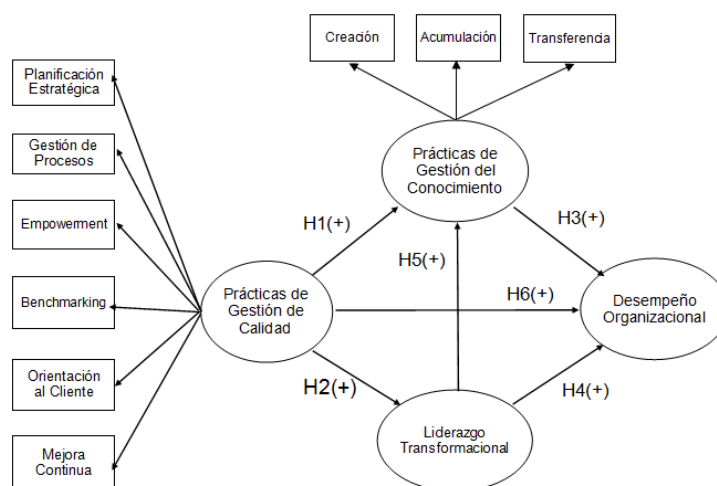 Creación
Acumulación
Transferencia
Planificación
Estratégica
Gestión de
Procesos
Empowerment
Benchmarking
Orientación
al Cliente
Mejora
Continua
Prácticas de
Gestión del
Conocimiento
H1(+)
H3(+)
H5(+)
Prácticas de
Gestión de
Calidad
H6(+)
Desempeño
Organizacional
H2(+)
H4(+)
Liderazgo
Transformacional